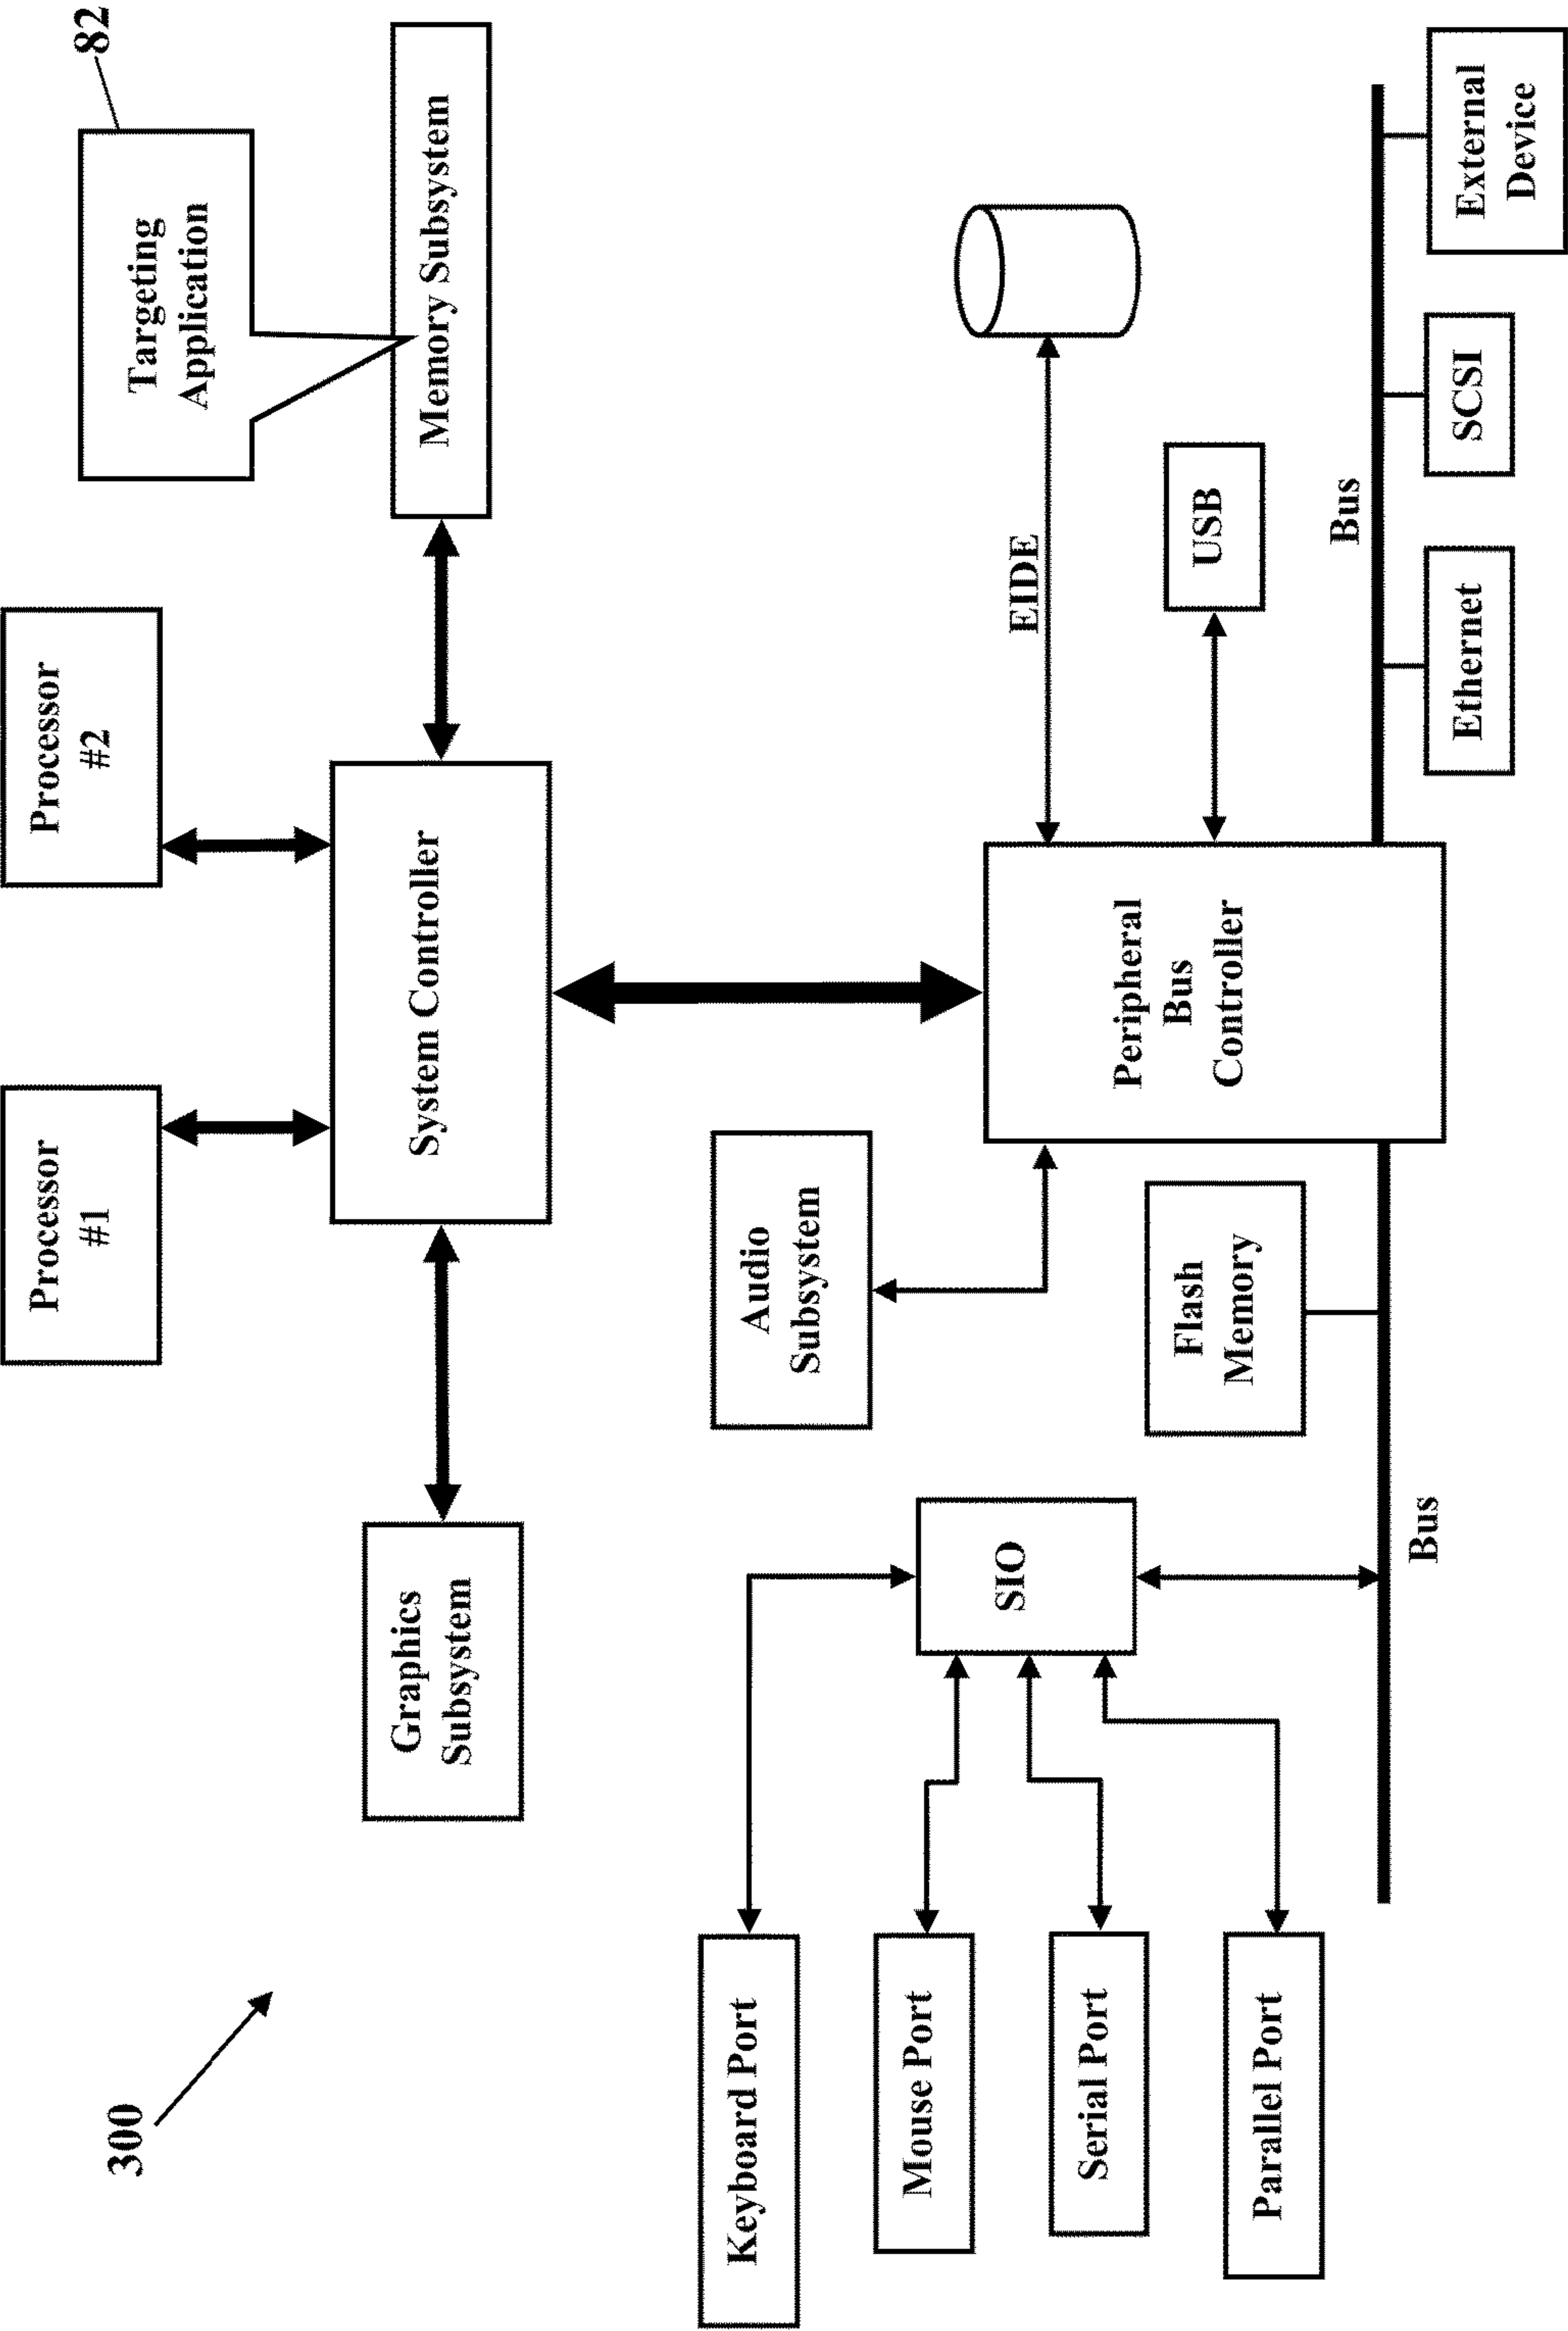 300
Processor
#1
Processor
#2
Targeting
Application
82
Graphics
Subsystem
System Controller
Memory Subsystem
Audio
Subsystem
Keyboard Port
Mouse Port
Serial Port
Parallel Port
SIO
Flash
Memory
Peripheral
Bus
Controller
EIDE
USB
Bus
Bus
Ethernet
SCSI
External
Device